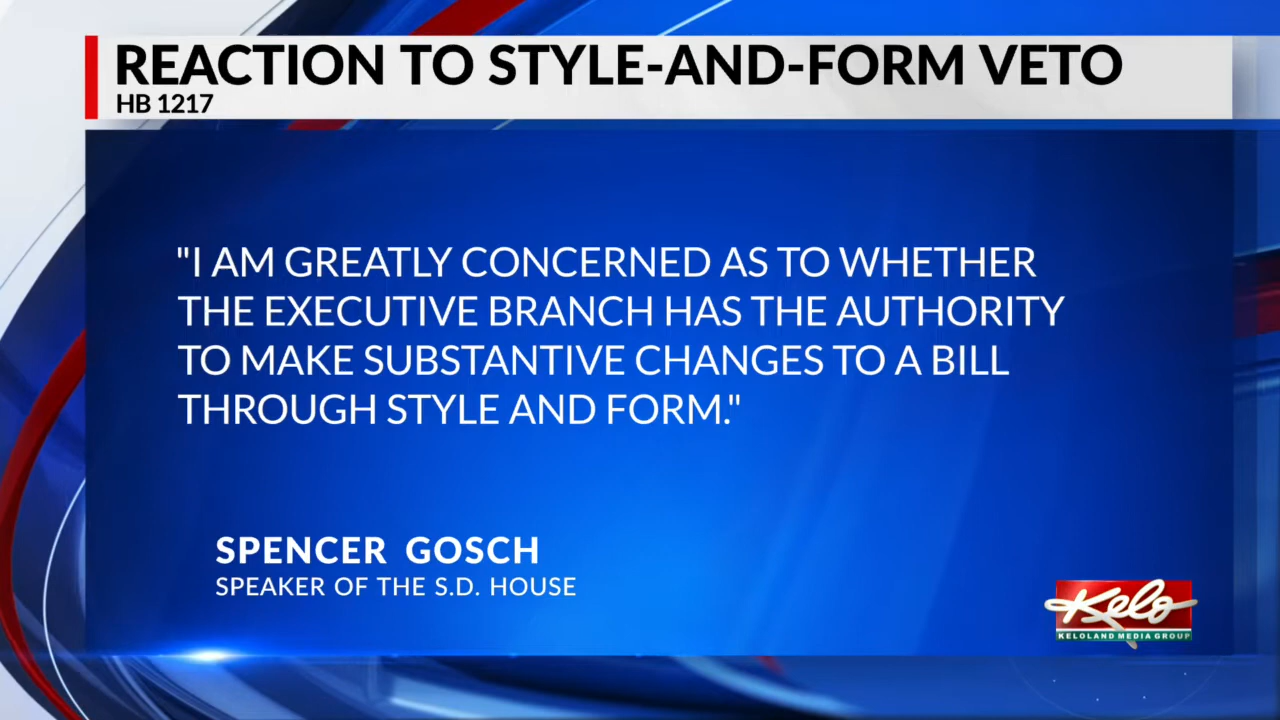 REACTION TO STYLE-AND-FORM VETO
HB 1217
"I AM GREATLY CONCERNED AS TO WHETHER
THE EXECUTIVE BRANCH HAS THE AUTHORITY
TO MAKE SUBSTANTIVE CHANGES TO A BILL
THROUGH STYLE AND FORM."
SPENCER GOSCH
SPEAKER OF THE S.D. HOUSE
Kelo
KELOLAND MEDIA GROUP